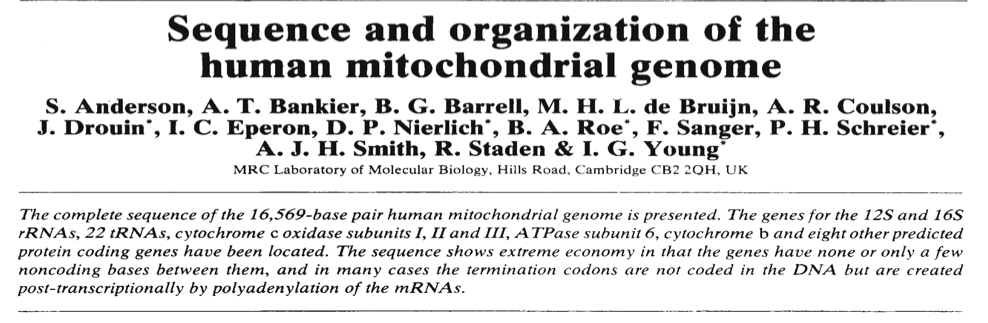 Sequence and organization of the
human mitochondrial genome
S. Anderson, A. T. Bankier, B. G. Barrell, M. H. L. de Bruijn, A. R. Coulson,
J. Drouin*, I. C. Eperon, D. P. Nierlich*, B. A. Roe*, F. Sanger, P. H. Schreier*,
A. J. H. Smith, R. Staden & I. G. Young*
MRC Laboratory of Molecular Biology, Hills Road, Cambridge CB2 2QH, UK
The complete sequence of the 16,569-base pair human mitochondrial genome is presented. The genes for the 12S and 16S
rRNAs, 22 tRNAs, cytochrome c oxidase subunits I, II and III, ATPase subunit 6, cytochrome b and eight other predicted
protein coding genes have been located. The sequence shows extreme economy in that the genes have none or only a few
noncoding bases between them, and in many cases the termination codons are not coded in the DNA but are created
post-transcriptionally by polyadenylation of the mRNAs.